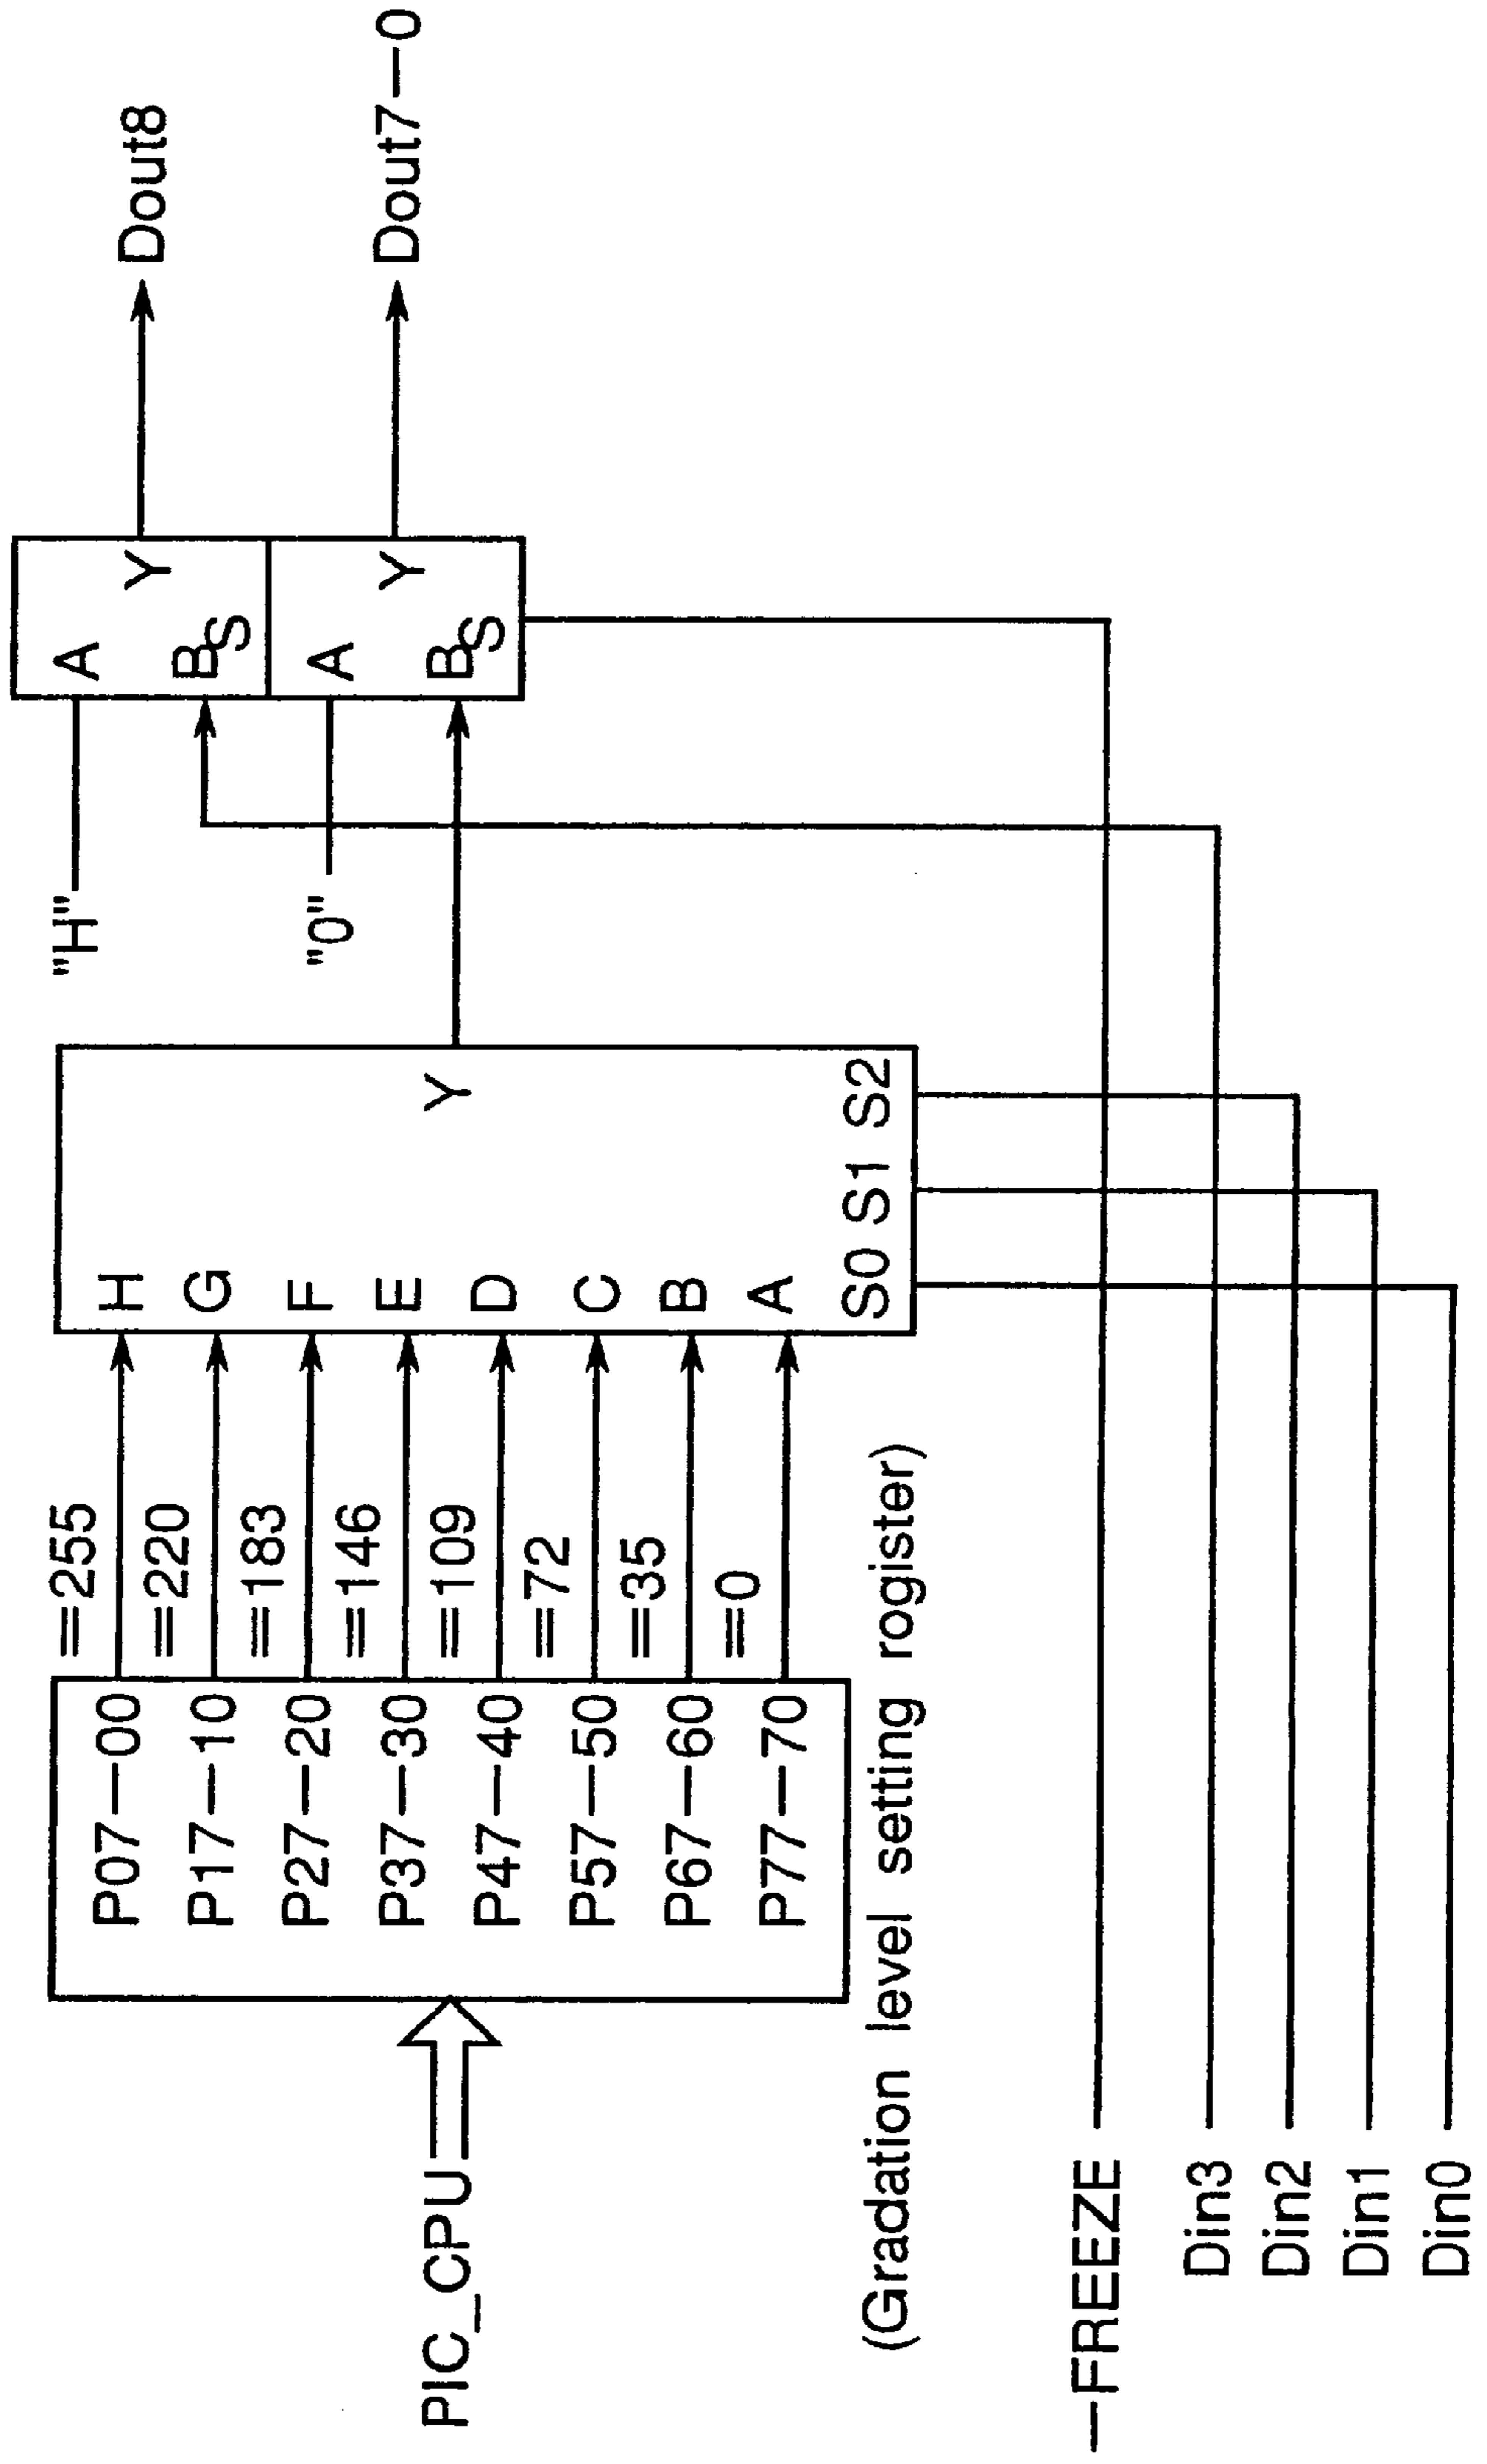 PIC_CPU
P07—00
P17—10
P27—20
P37—30
P47—40
P57—50
P67—60
P77—70
(Gradation level setting rogister)
=255
=220
=183
=146
=109
=72
=35
=0
H
G
F
E
D
C
B
A
Y
S0 S1 S2
"H"
"0"
A
Y
B
S
A
Y
B
S
Dout8
Dout7—0
—FREEZE
Din3
Din2
Din1
Din0